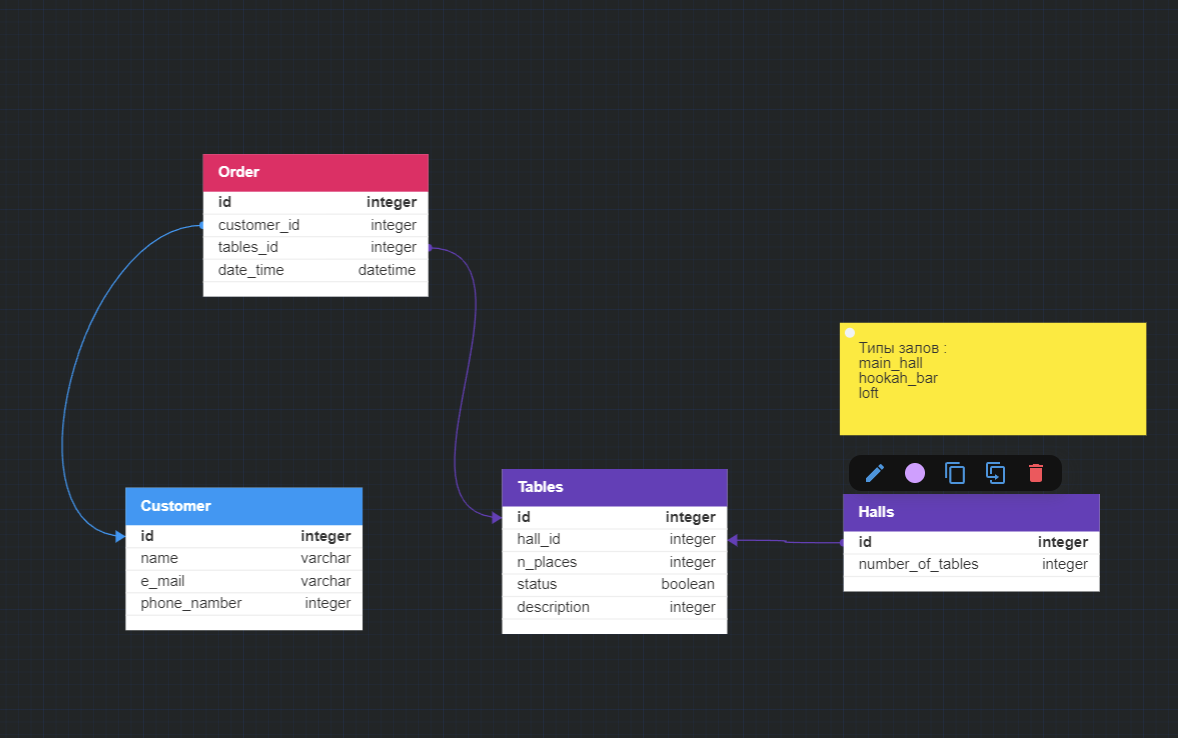 Order
id integer
customer_id integer
tables_id integer
date_time datetime
Типы залов :
main_hall
hookah_bar
loft
Customer
id integer
name varchar
e_mail varchar
phone_namber integer
Tables
id integer
hall_id integer
n_places integer
status boolean
description integer
Halls
id integer
number_of_tables integer